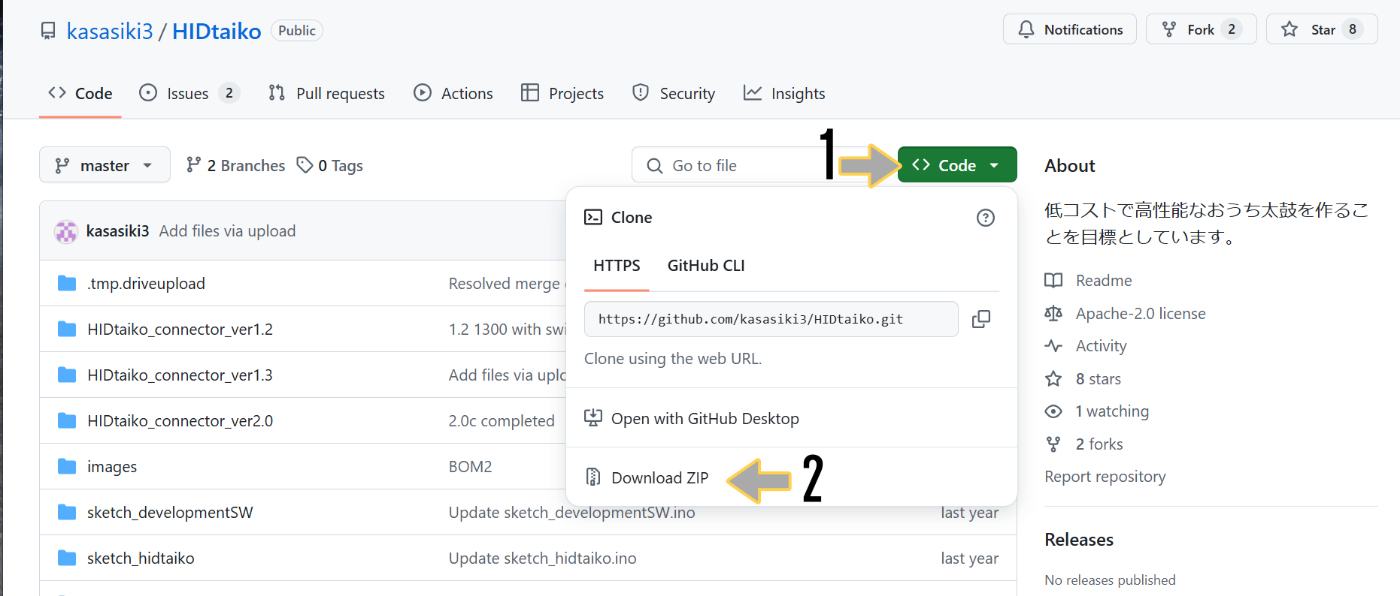 kasasiki3 / HIDtaiko Public
Notifications Fork 2 Star 8
Code Issues 2 Pull requests Actions Projects Security Insights
master 2 Branches 0 Tags Go to file 1 Code
Clone
HTTPS GitHub CLI
https://github.com/kasasiki3/HIDtaiko.git
Clone using the web URL.
Open with GitHub Desktop
Download ZIP 2
kasasiki3 Add files via upload
.tmp.driveupload Resolved merge
HIDtaiko_connector_ver1.2 1.2 1300 with swi
HIDtaiko_connector_ver1.3 Add files via uplo
HIDtaiko_connector_ver2.0 2.0c completed
images BOM2
sketch_developmentSW Update sketch_developmentSW.ino last year
sketch_hidtaiko Update sketch_hidtaiko.ino last year
About
低コストで高性能なおうち太鼓を作るこ
とを目標としています。
Readme
Apache-2.0 license
Activity
8 stars
1 watching
2 forks
Report repository
Releases
No releases published